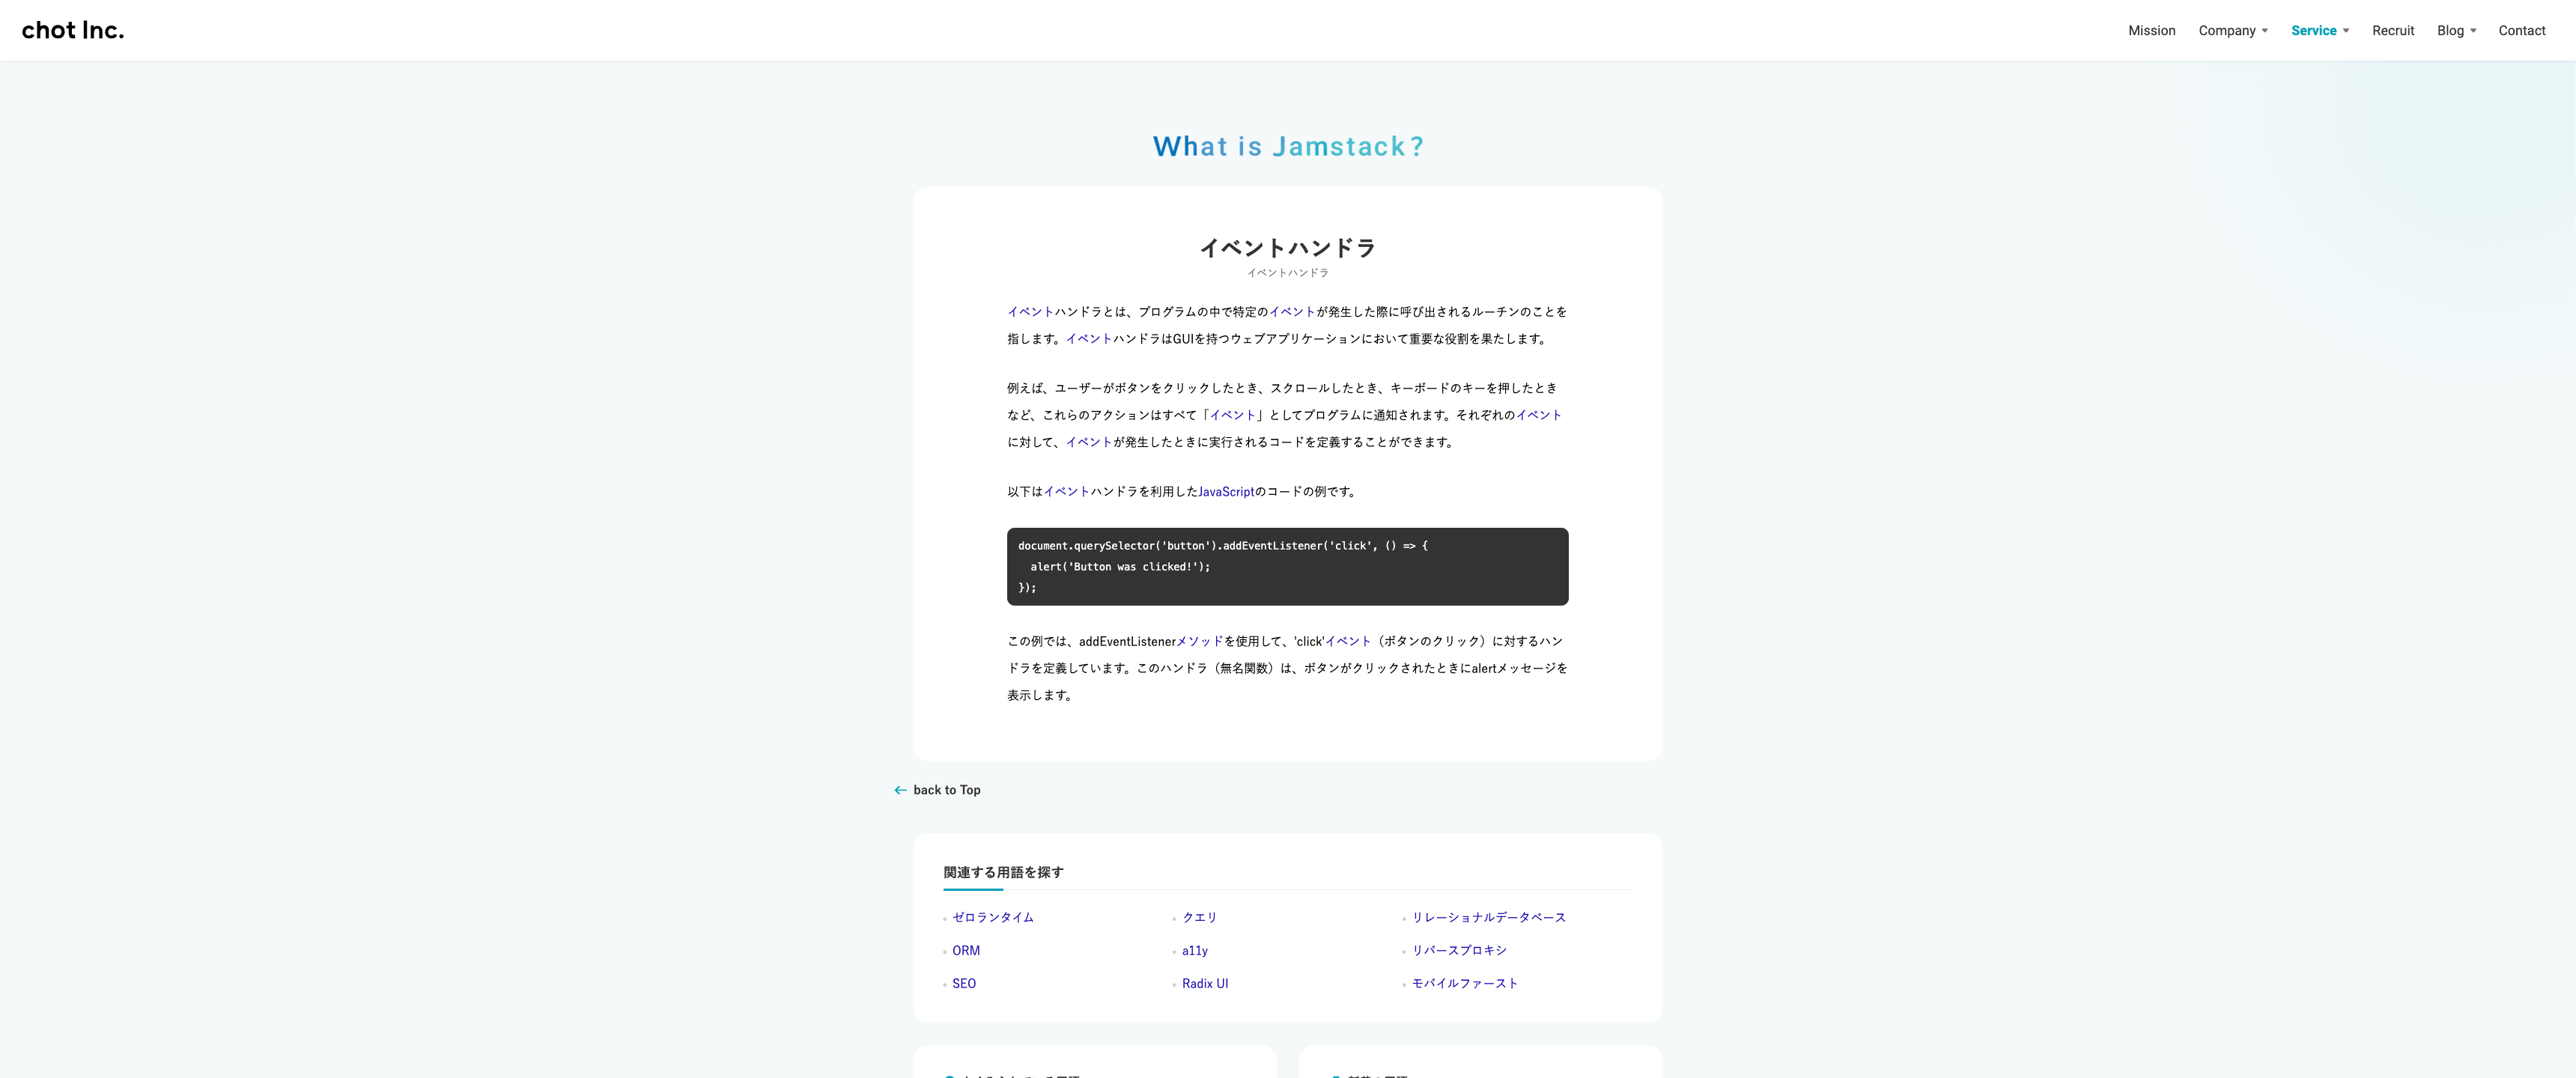 chot Inc.
Mission
Company
Service
Recruit
Blog
Contact
What is Jamstack?
イベントハンドラ
イベントハンドラ
イベントハンドラとは、プログラムの中で特定のイベントが発生した際に呼び出されるルーチンのことを
指します。イベントハンドラはGUIを持つウェブアプリケーションにおいて重要な役割を果たします。
例えば、ユーザーがボタンをクリックしたとき、スクロールしたとき、キーボードのキーを押したとき
など、これらのアクションはすべて「イベント」としてプログラムに通知されます。それぞれのイベント
に対して、イベントが発生したときに実行されるコードを定義することができます。
以下はイベントハンドラを利用したJavaScriptのコードの例です。
document.querySelector('button').addEventListener('click', () => {
  alert('Button was clicked!');
});
この例では、addEventListenerメソッドを使用して、'click'イベント（ボタンのクリック）に対するハン
ドラを定義しています。このハンドラ（無名関数）は、ボタンがクリックされたときにalertメッセージを
表示します。
back to Top
関連する用語を探す
ゼロランタイム
クエリ
リレーショナルデータベース
ORM
a11y
リバースプロキシ
SEO
Radix UI
モバイルファースト